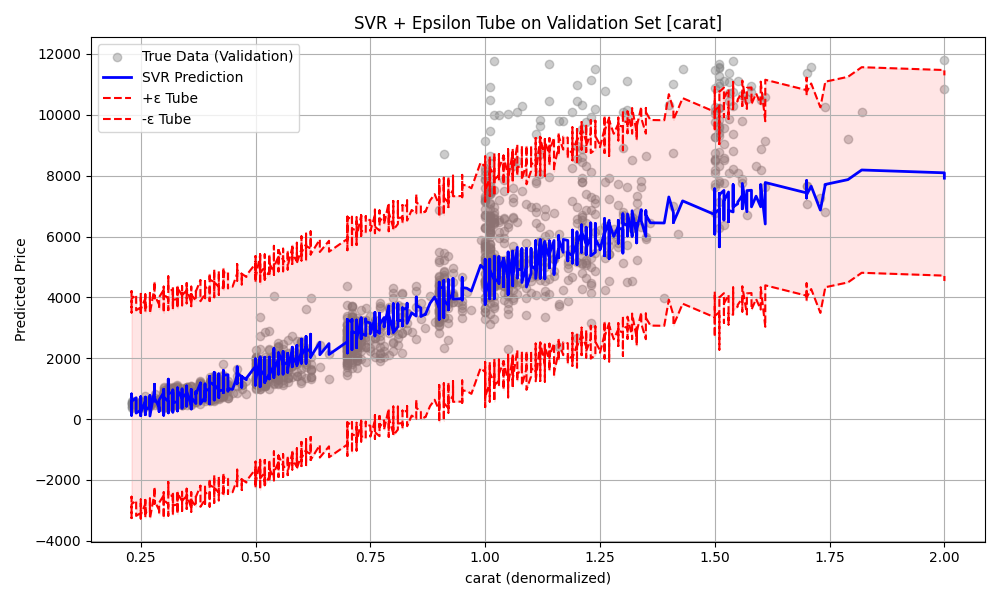 SVR + Epsilon Tube on Validation Set [carat]
True Data (Validation)
SVR Prediction
+ε Tube
-ε Tube
Predicted Price
12000
10000
8000
6000
4000
2000
0
−2000
−4000
0.25 0.50 0.75 1.00 1.25 1.50 1.75 2.00
carat (denormalized)